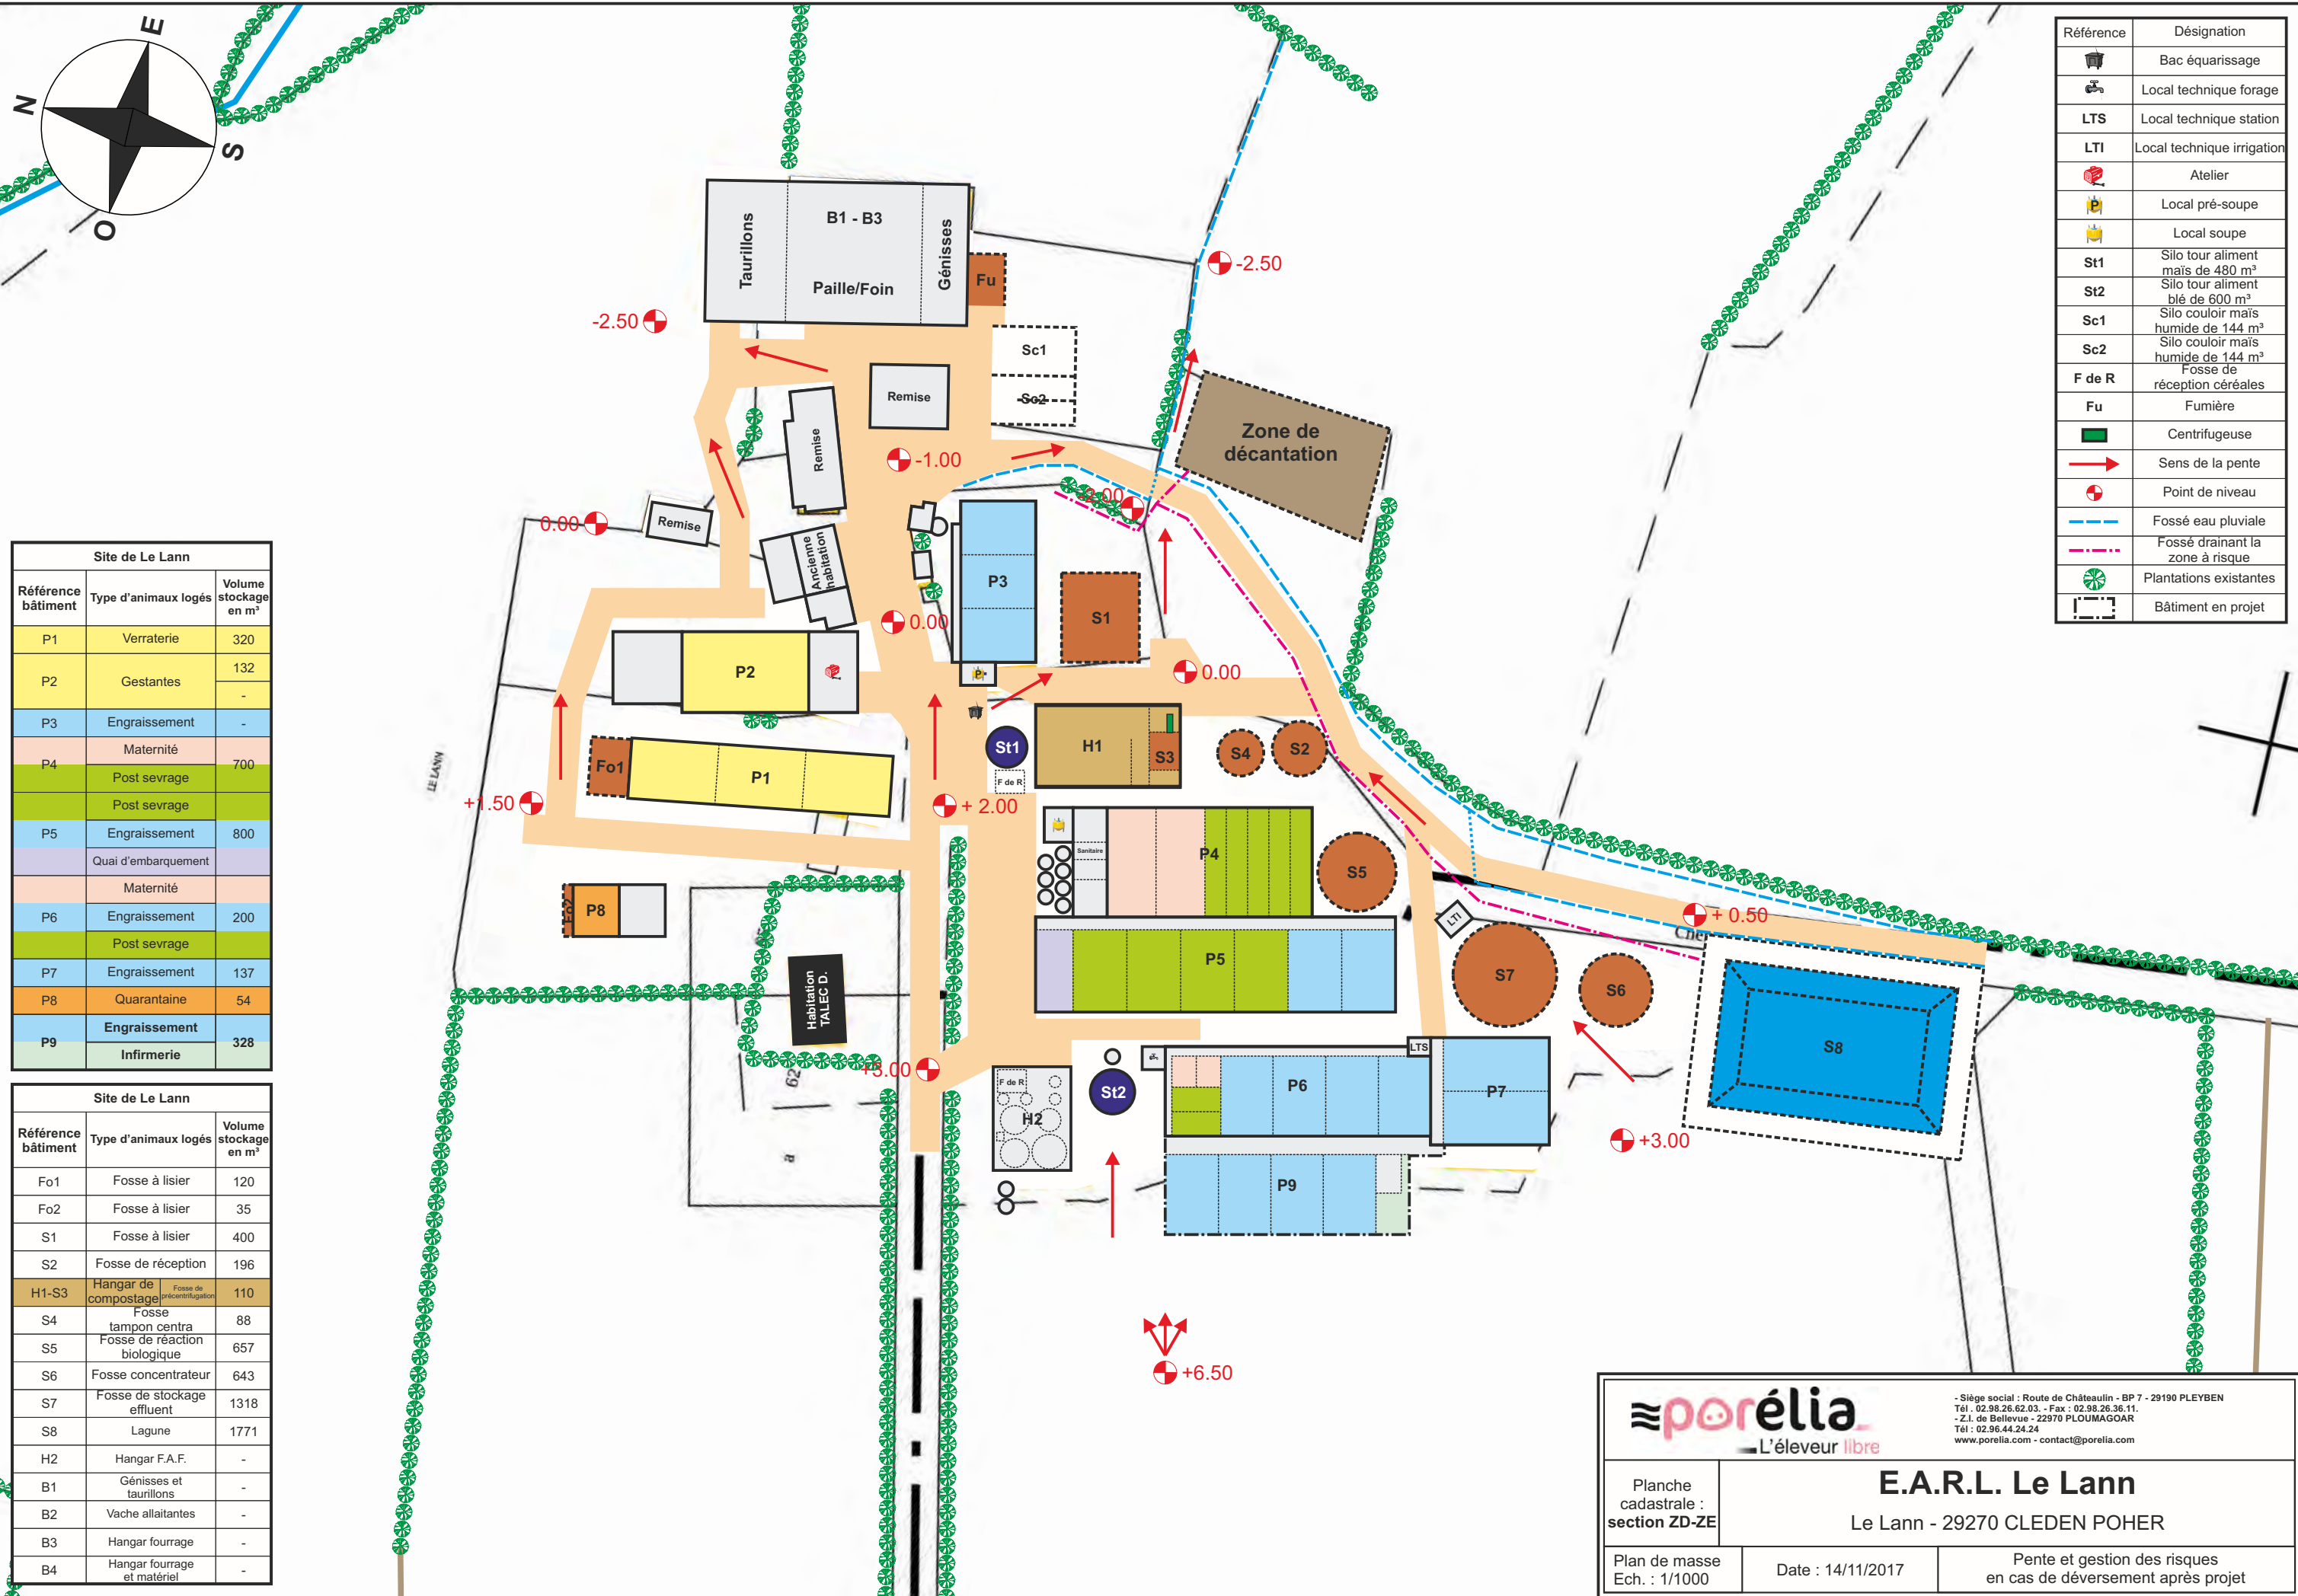 E
N
S
O
Référence Désignation
Bac équarissage
Local technique forage
LTS Local technique station
LTI Local technique irrigation
Atelier
P Local pré-soupe
Local soupe
St1 Silo tour aliment
maïs de 480 m³
St2 Silo tour aliment
blé de 600 m³
Sc1 Silo couloir maïs
humide de 144 m³
Sc2 Silo couloir maïs
humide de 144 m³
F de R Fosse de
réception céréales
Fu Fumière
Centrifugeuse
Sens de la pente
Point de niveau
Fossé eau pluviale
Fossé drainant la
zone à risque
Plantations existantes
Bâtiment en projet
Taurillons
B1 - B3
Paille/Foin
Génisses
Fu
-2.50
-2.50
Sc1
Sc2
Remise
Remise
Zone de
décantation
-1.00
-2.00
0.00
Remise
Ancienne
habitation
P3
S1
0.00
0.00
P2
P
St1
F de R
H1
S3
S4
S2
Fo1
P1
LE LANN
+1.50
+ 2.00
Sanitaire
P4
S5
Fo2
P8
LTI
+ 0.50
Che
P5
S7
S6
Habitation
TALEC D.
S8
+3.00
62
a
F de R
H2
St2
LTS
P6
P7
+3.00
P9
+6.50
Site de Le Lann
Référence
bâtiment
Type d'animaux logés
Volume
stockage
en m³
P1 Verraterie 320
P2 Gestantes 132
-
P3 Engraissement -
P4 Maternité 700
Post sevrage
P5 Post sevrage
Engraissement 800
Quai d'embarquement
P6 Maternité
Engraissement 200
Post sevrage
P7 Engraissement 137
P8 Quarantaine 54
P9 Engraissement 328
Infirmerie
Site de Le Lann
Référence
bâtiment
Type d'animaux logés
Volume
stockage
en m³
Fo1 Fosse à lisier 120
Fo2 Fosse à lisier 35
S1 Fosse à lisier 400
S2 Fosse de réception 196
H1-S3 Hangar de
compostage
Fosse de
précentrifugation
110
S4 Fosse
tampon centra 88
S5 Fosse de réaction
biologique 657
S6 Fosse concentrateur 643
S7 Fosse de stockage
effluent 1318
S8 Lagune 1771
H2 Hangar F.A.F. -
B1 Génisses et
taurillons -
B2 Vache allaitantes -
B3 Hangar fourrage -
B4 Hangar fourrage
et matériel -
porélia
L'éleveur libre
- Siège social : Route de Châteaulin - BP 7 - 29190 PLEYBEN
Tél . 02.98.26.62.03. - Fax : 02.98.26.36.11.
- Z.I. de Bellevue - 22970 PLOUMAGOAR
Tél : 02.96.44.24.24
www.porelia.com - contact@porelia.com
Planche
cadastrale :
section ZD-ZE
E.A.R.L. Le Lann
Le Lann - 29270 CLEDEN POHER
Plan de masse
Ech. : 1/1000
Date : 14/11/2017
Pente et gestion des risques
en cas de déversement après projet